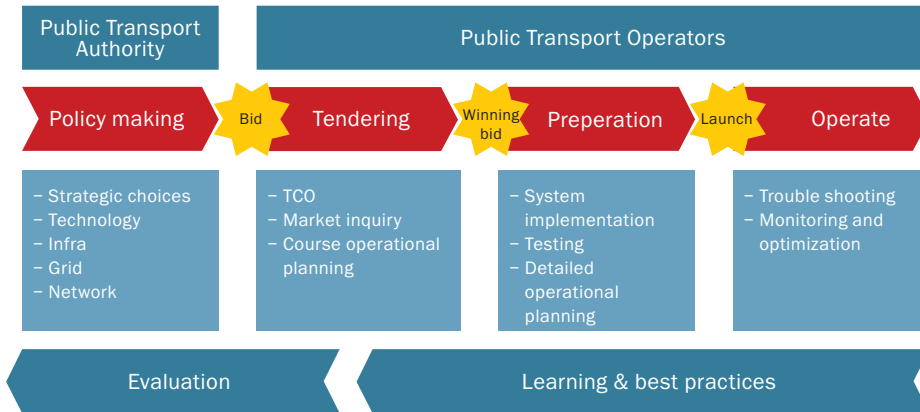 Public Transport
Authority
Public Transport Operators
Policy making
Bid
Tendering
Winning
bid
Preperation
Launch
Operate
– Strategic choices
– Technology
– Infra
– Grid
– Network
– TCO
– Market inquiry
– Course operational
planning
– System
implementation
– Testing
– Detailed
operational
planning
– Trouble shooting
– Monitoring and
optimization
Evaluation
Learning & best practices